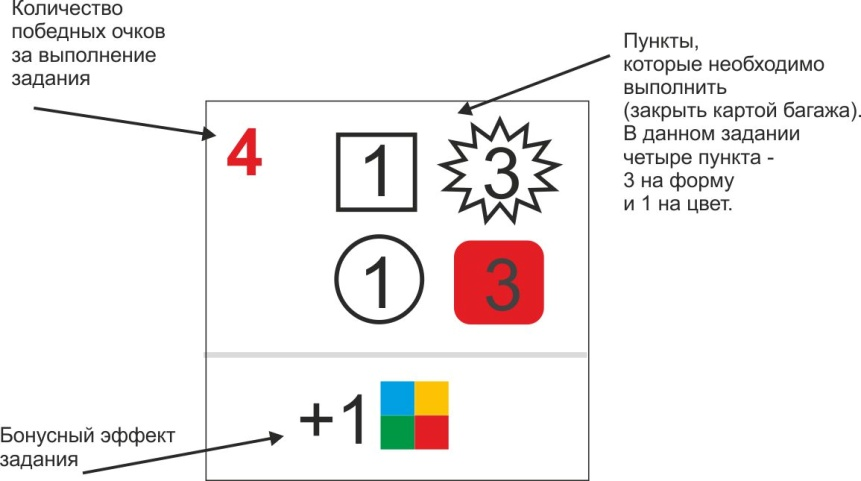 Количество
победных очков
за выполнение
задания
Пункты,
которые необходимо
выполнить
(закрыть картой багажа).
В данном задании
четыре пункта -
3 на форму
и 1 на цвет.
4
1 3
1 3
+1
Бонусный эффект
задания